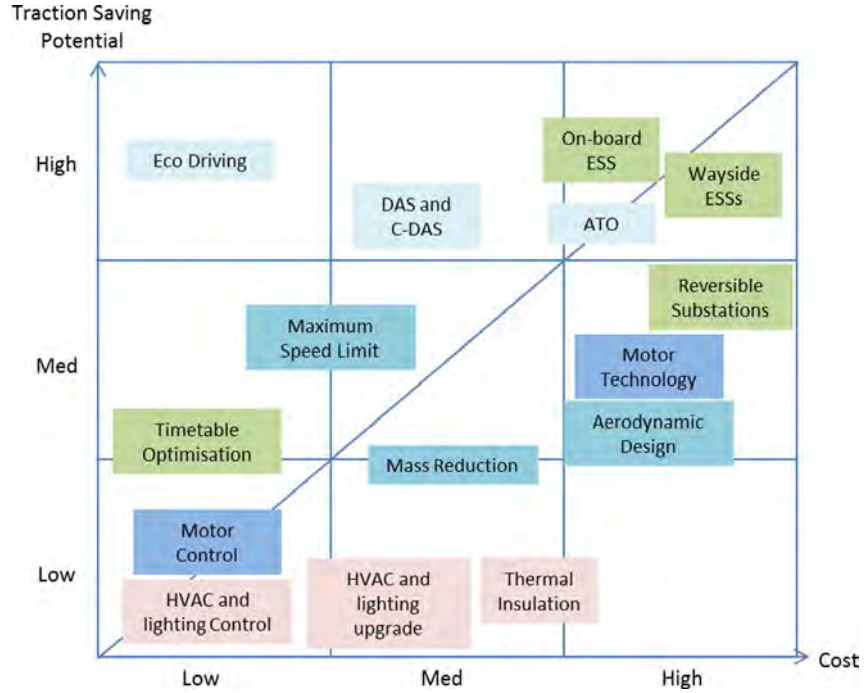 Traction Saving
Potential
High
Eco Driving
DAS and
C-DAS
On-board
ESS
Wayside
ESSs
ATO
Med
Maximum
Speed Limit
Reversible
Substations
Motor
Technology
Timetable
Optimisation
Mass Reduction
Aerodynamic
Design
Low
Motor
Control
HVAC and
lighting Control
HVAC and
lighting
upgrade
Thermal
Insulation
Cost
Low
Med
High